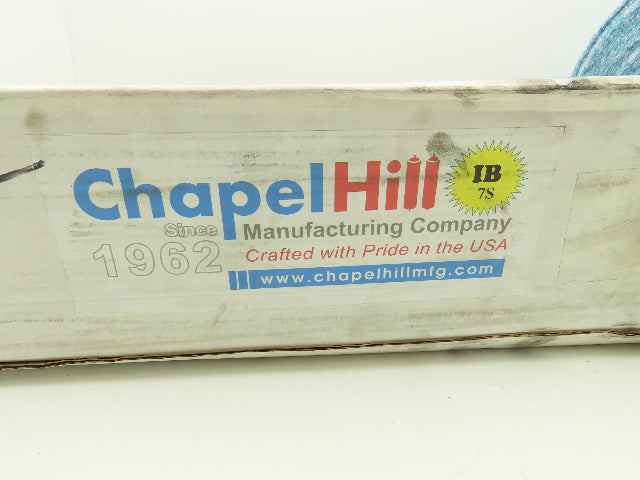 ChapelHill
IB
7S
Since
1962
Manufacturing Company
Crafted with Pride in the USA
www.chapelhillmfg.com